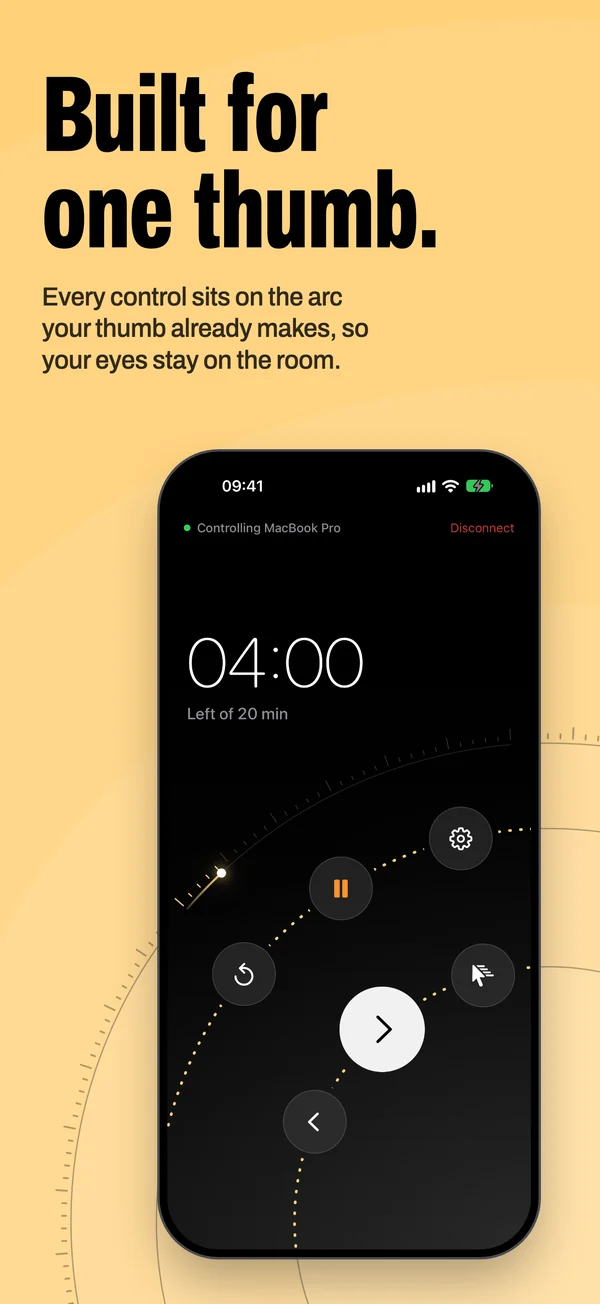 Built for
one thumb.
Every control sits on the arc
your thumb already makes, so
your eyes stay on the room.
09:41
Controlling MacBook Pro
Disconnect
04:00
Left of 20 min